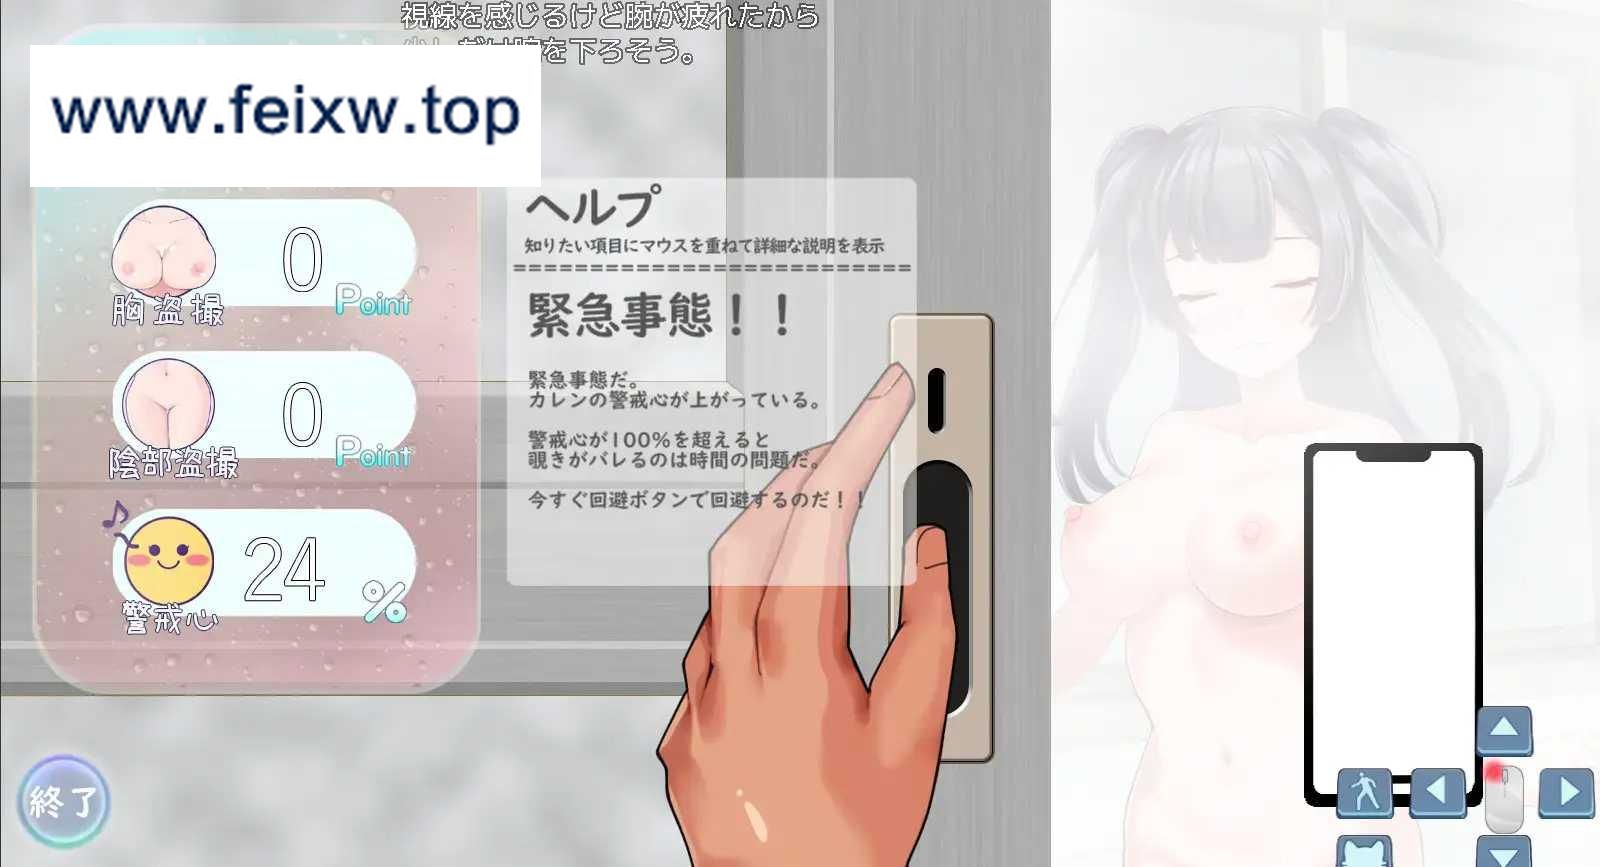 視線を感じるけど腕が疲れたから
腕を下ろそう。
www.feixw.top
0
Point
胸盗撮
0
Point
陰部盗撮
24
%
警戒心
ヘルプ
知りたい項目にマウスを重ねて詳細な説明を表示
緊急事態！！
緊急事態だ。
カレンの警戒心が上がっている。
警戒心が100%を超えると
覗きがバレるのは時間の問題だ。
今すぐ回避ボタンで回避するのだ！！
終了